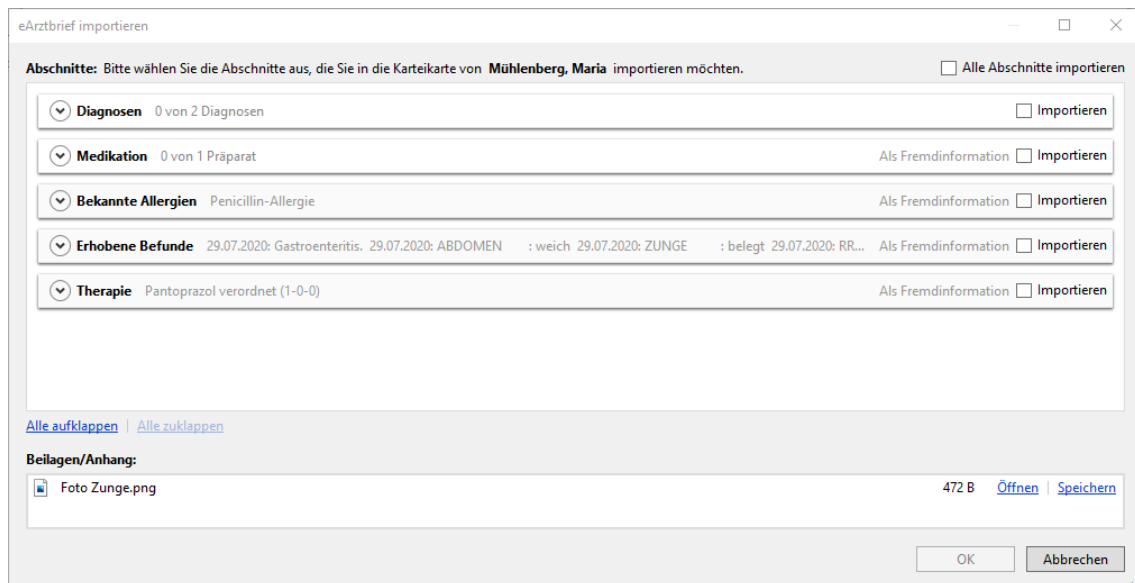 eArztbrief importieren
Abschnitte: Bitte wählen Sie die Abschnitte aus, die Sie in die Karteikarte von Mühlenberg, Maria importieren möchten. Alle Abschnitte importieren
Diagnosen 0 von 2 Diagnosen Importieren
Medikation 0 von 1 Präparat Als Fremdinformation Importieren
Bekannte Allergien Penicillin-Allergie Als Fremdinformation Importieren
Erhobene Befunde 29.07.2020: Gastroenteritis. 29.07.2020: ABDOMEN : weich 29.07.2020: ZUNGE : belegt 29.07.2020: RR... Als Fremdinformation Importieren
Therapie Pantoprazol verordnet (1-0-0) Als Fremdinformation Importieren
Alle aufklappen | Alle zuklappen
Beilagen/Anhang:
Foto Zunge.png 472 B Öffnen | Speichern
OK Abbrechen